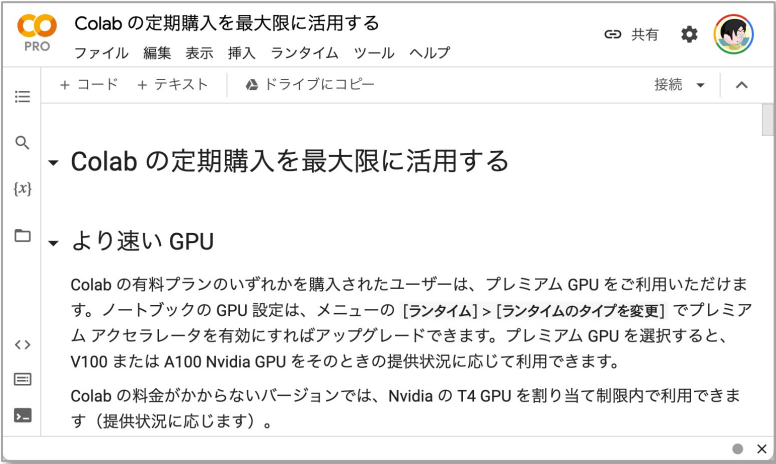 CO
PRO
Colab の定期購入を最大限に活用する
ファイル 編集 表示 挿入 ランタイム ツール ヘルプ
共有
+ コード + テキスト ドライブにコピー 接続
{x}
Colab の定期購入を最大限に活用する
より速い GPU
Colab の有料プランのいずれかを購入されたユーザーは、プレミアム GPU をご利用いただけま
す。ノートブックの GPU 設定は、メニューの [ランタイム] > [ランタイムのタイプを変更] でプレミア
ム アクセラレータを有効にすればアップグレードできます。プレミアム GPU を選択すると、
V100 または A100 Nvidia GPU をそのときの提供状況に応じて利用できます。
Colab の料金がかからないバージョンでは、Nvidia の T4 GPU を割り当て制限内で利用できま
す（提供状況に応じます）。